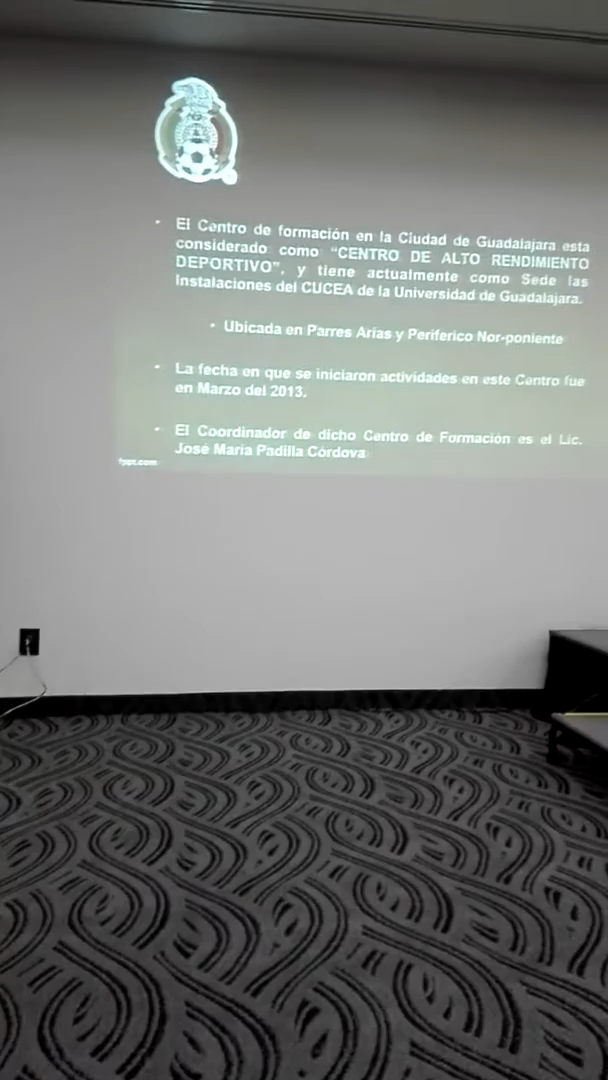 • El Centro de formación en la Ciudad de Guadalajara esta
considerado como “CENTRO DE ALTO RENDIMIENTO
DEPORTIVO”, y tiene actualmente como Sede las
Instalaciones del CUCEA de la Universidad de Guadalajara.
• Ubicada en Parres Arias y Periferico Nor-poniente
• La fecha en que se iniciaron actividades en este Centro fue
en Marzo del 2013.
• El Coordinador de dicho Centro de Formación es el Lic.
José María Padilla Córdova
fppt.com